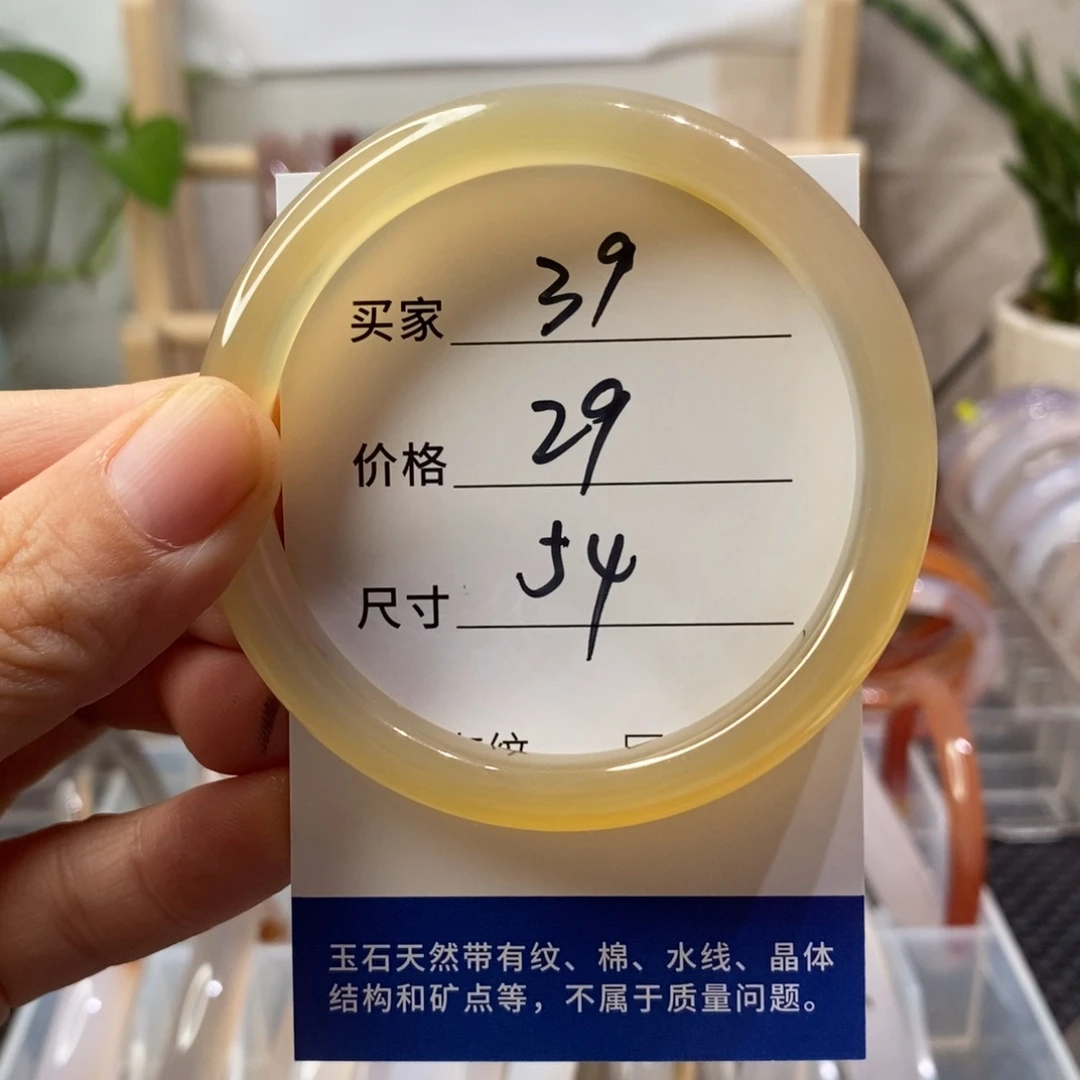 买家 39
价格 29
尺寸 54
纹
玉石天然带有纹、棉、水线、晶体
结构和矿点等，不属于质量问题。